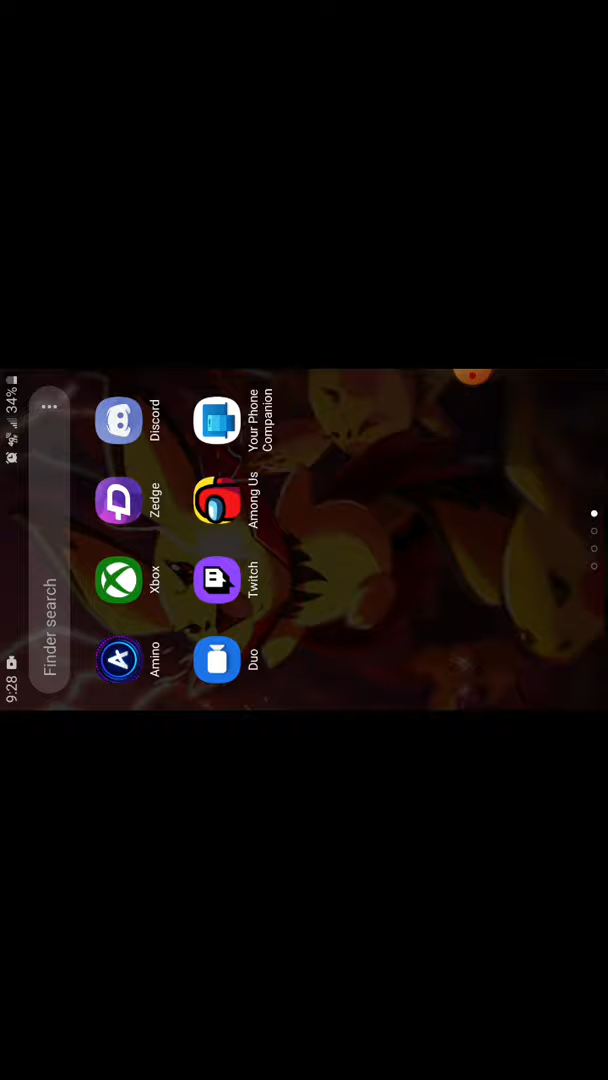 9:28
34%
Finder search
Amino
Xbox
Zedge
Discord
Duo
Twitch
Among Us
Your Phone
Companion